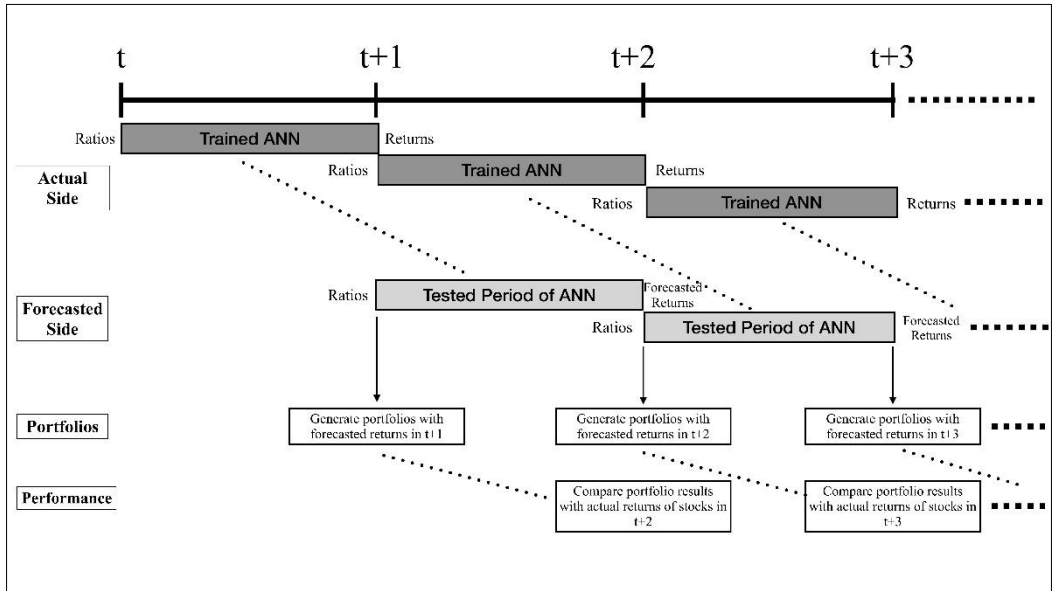 t
t+1
t+2
t+3
Ratios
Trained ANN
Returns
Actual
Side
Ratios
Trained ANN
Returns
Ratios
Trained ANN
Returns
Forecasted
Side
Ratios
Tested Period of ANN
Forecasted
Returns
Ratios
Tested Period of ANN
Forecasted
Returns
Portfolios
Generate portfolios with
forecasted returns in t+1
Generate portfolios with
forecasted returns in t+2
Generate portfolios with
forecasted returns in t+3
Performance
Compare portfolio results
with actual returns of stocks in
t+2
Compare portfolio results
with actual returns of stocks in
t+3